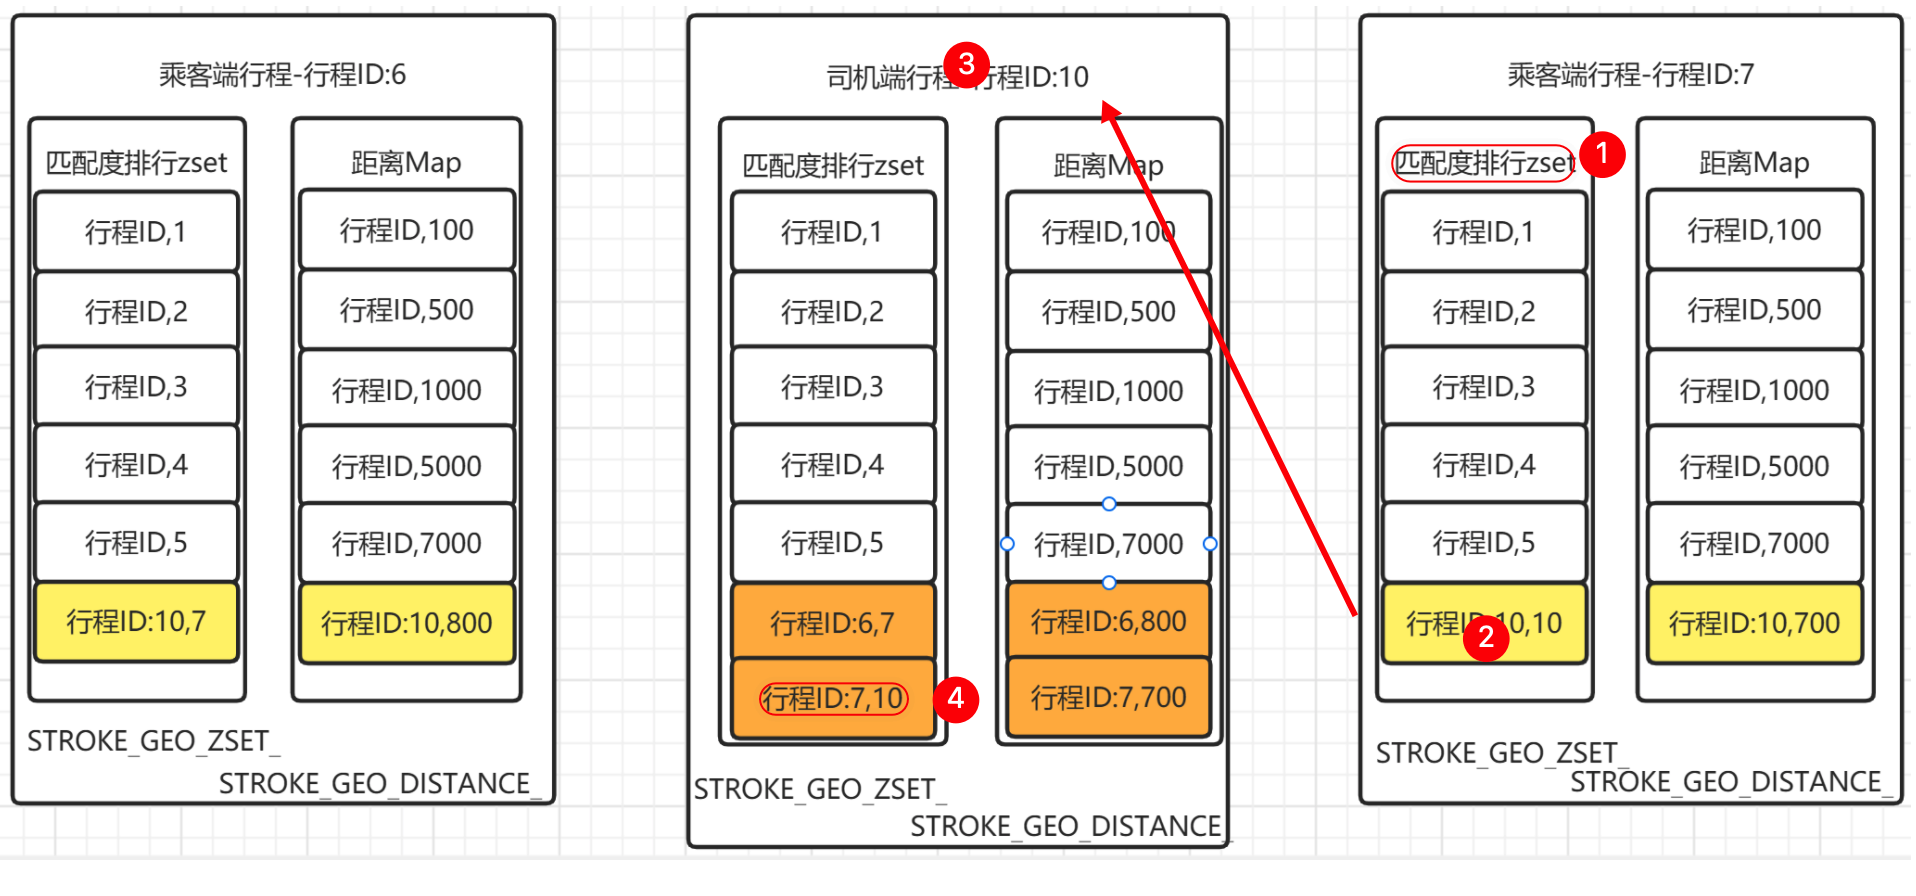 乘客端行程-行程ID:6
匹配度排行zset
行程ID,1
行程ID,2
行程ID,3
行程ID,4
行程ID,5
行程ID:10,7
距离Map
行程ID,100
行程ID,500
行程ID,1000
行程ID,5000
行程ID,7000
行程ID:10,800
STROKE_GEO_ZSET_
STROKE_GEO_DISTANCE_
司机端行程 行程ID:10
3
匹配度排行zset
行程ID,1
行程ID,2
行程ID,3
行程ID,4
行程ID,5
行程ID:6,7
行程ID:7,10
4
距离Map
行程ID,100
行程ID,500
行程ID,1000
行程ID,5000
行程ID,7000
行程ID:6,800
行程ID:7,700
STROKE_GEO_ZSET_
STROKE_GEO_DISTANCE_
乘客端行程-行程ID:7
匹配度排行zset
1
行程ID,1
行程ID,2
行程ID,3
行程ID,4
行程ID,5
行程ID:10,10
2
距离Map
行程ID,100
行程ID,500
行程ID,1000
行程ID,5000
行程ID,7000
行程ID:10,700
STROKE_GEO_ZSET_
STROKE_GEO_DISTANCE_